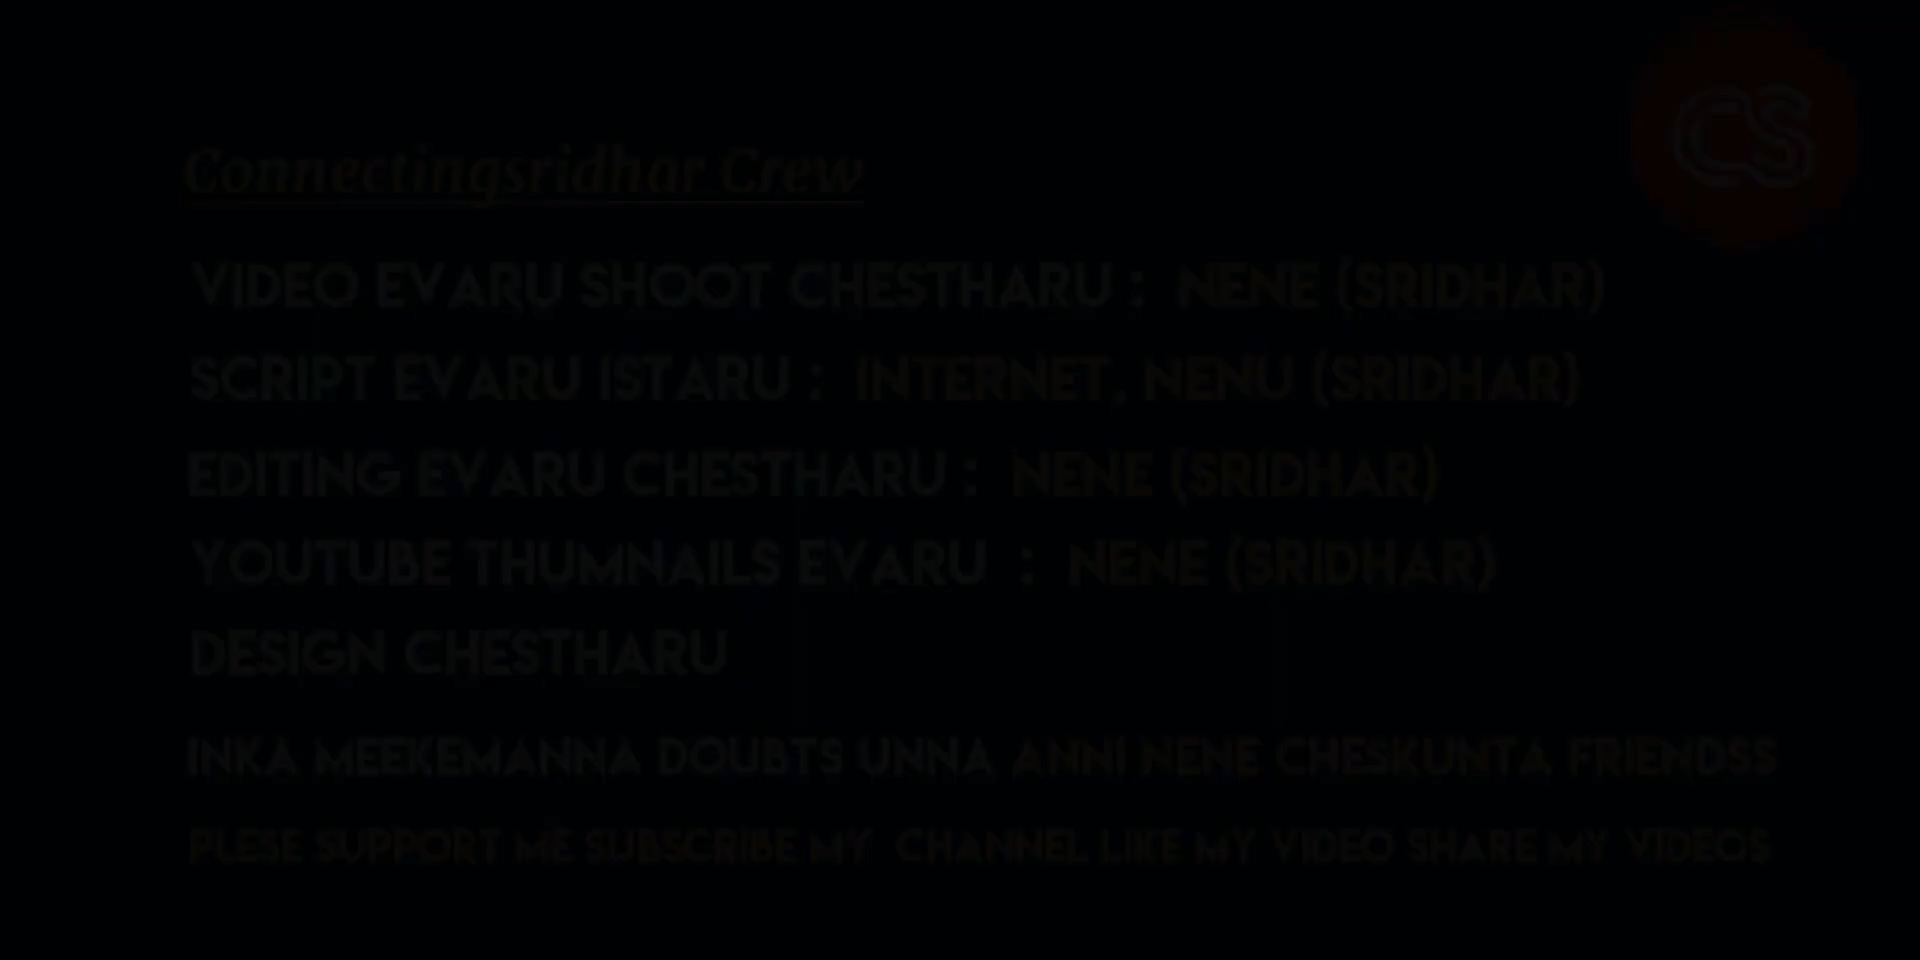 CS
Connectingsridhar Crew
VIDEO EVARU SHOOT CHESTHARU : NENE (SRIDHAR)
SCRIPT EVARU ISTARU : INTERNET, NENU (SRIDHAR)
EDITING EVARU CHESTHARU : NENE (SRIDHAR)
YOUTUBE THUMNAILS EVARU : NENE (SRIDHAR)
DESIGN CHESTHARU
INKA MEEKEMANNA DOUBTS UNNA ANNI NENE CHESKUNTA FRIENDSS
PLESE SUPPORT ME SUBSCRIBE MY CHANNEL LIKE MY VIDEO SHARE MY VIDEOS